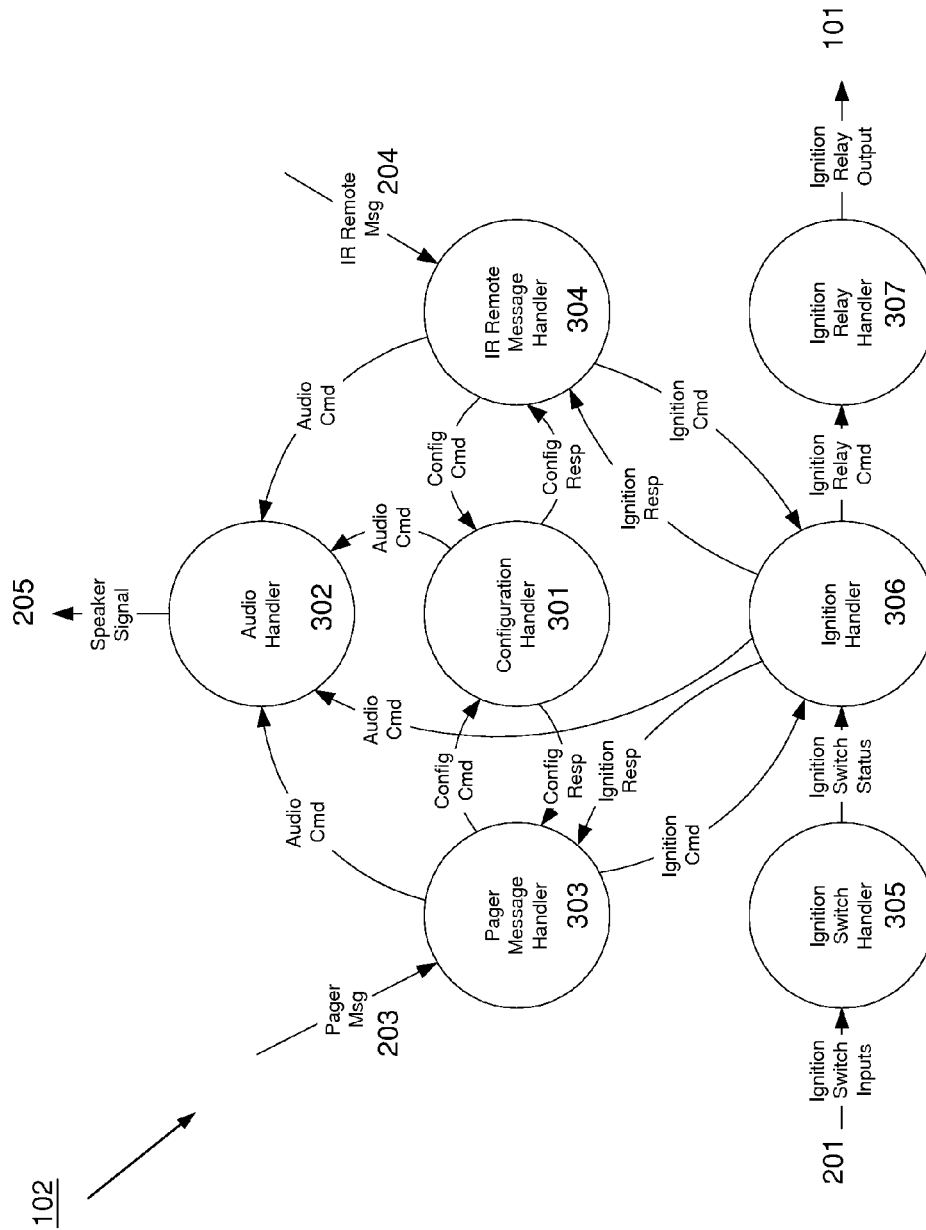 102
205
Speaker
Signal
Audio
Handler
302
Pager
Msg
203
IR Remote
Msg
204
Audio
Cmd
Audio
Cmd
Audio
Cmd
Audio
Cmd
Pager
Message
Handler
303
Config
Cmd
Config
Resp
Configuration
Handler
301
Config
Cmd
Config
Resp
IR Remote
Message
Handler
304
Ignition
Resp
Ignition
Cmd
Ignition
Resp
Ignition
Cmd
201
Ignition
Switch
Inputs
Ignition
Switch
Handler
305
Ignition
Switch
Status
Ignition
Handler
306
Ignition
Relay
Cmd
Ignition
Relay
Handler
307
Ignition
Relay
Output
101